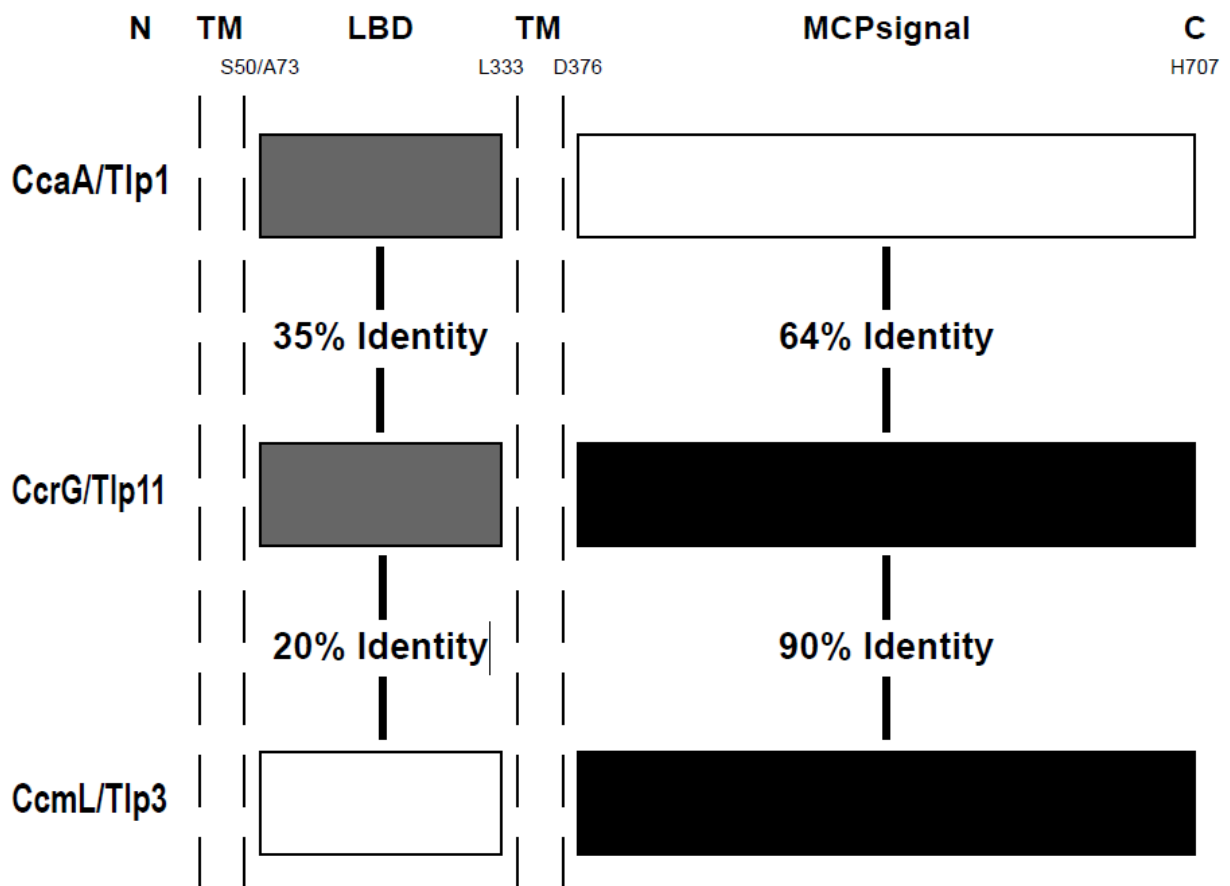 N TM LBD TM MCPsignal C
S50/A73 L333 D376 H707
CcaA/Tlp1
35% Identity 64% Identity
CcrG/Tlp11
20% Identity 90% Identity
CcmL/Tlp3